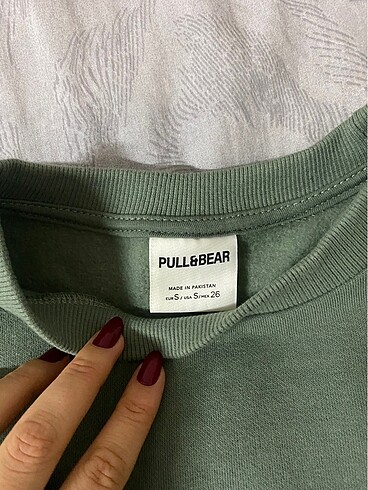 PULL&BEAR
MADE IN PAKISTAN
EUR S / USA S / MEX 26